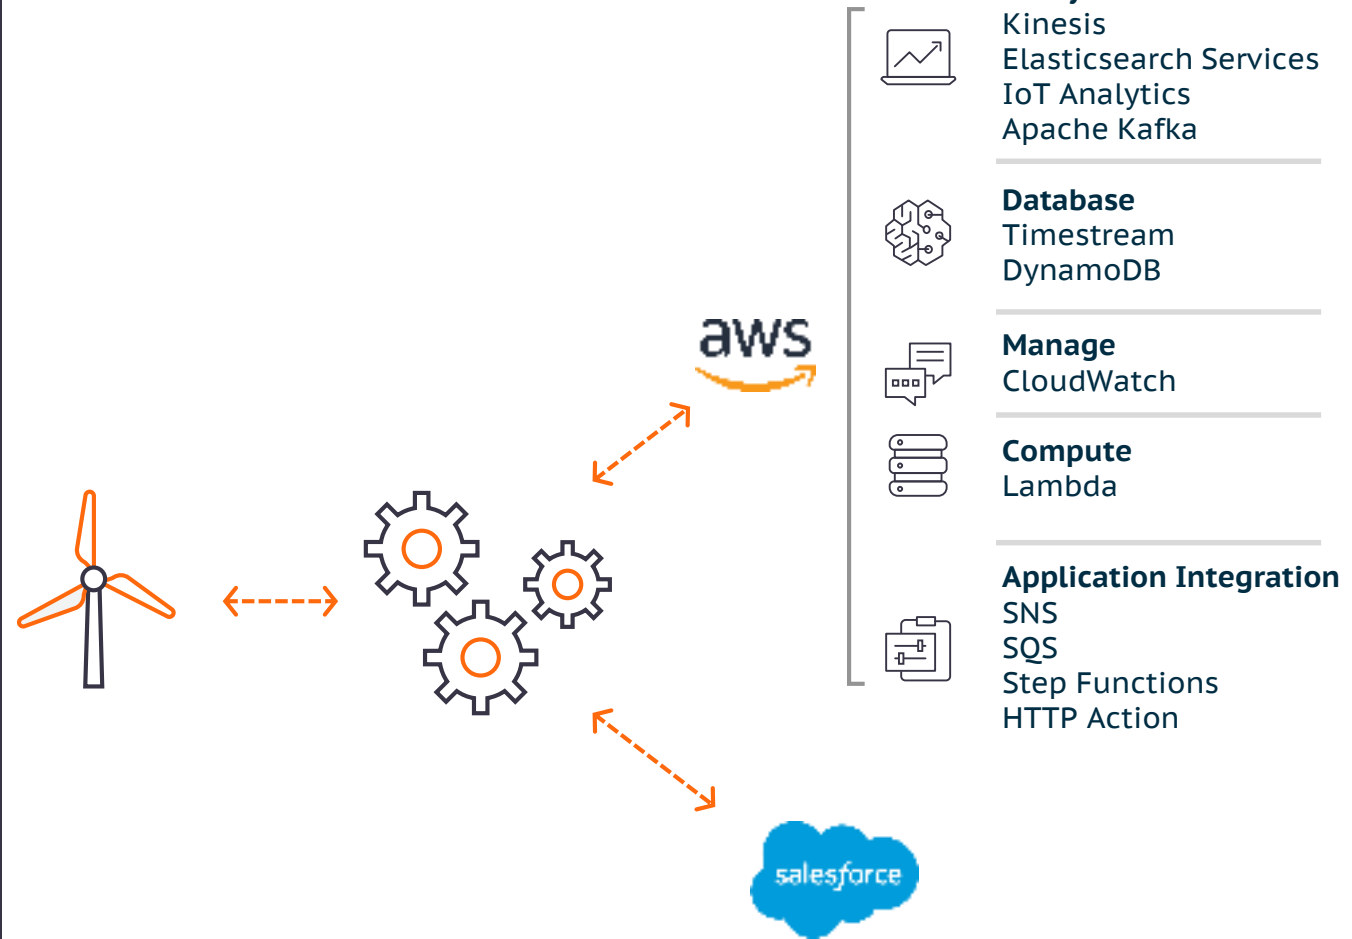 Kinesis
Elasticsearch Services
IoT Analytics
Apache Kafka
Database
Timestream
DynamoDB
aws
Manage
CloudWatch
Compute
Lambda
Application Integration
SNS
SQS
Step Functions
HTTP Action
salesforce